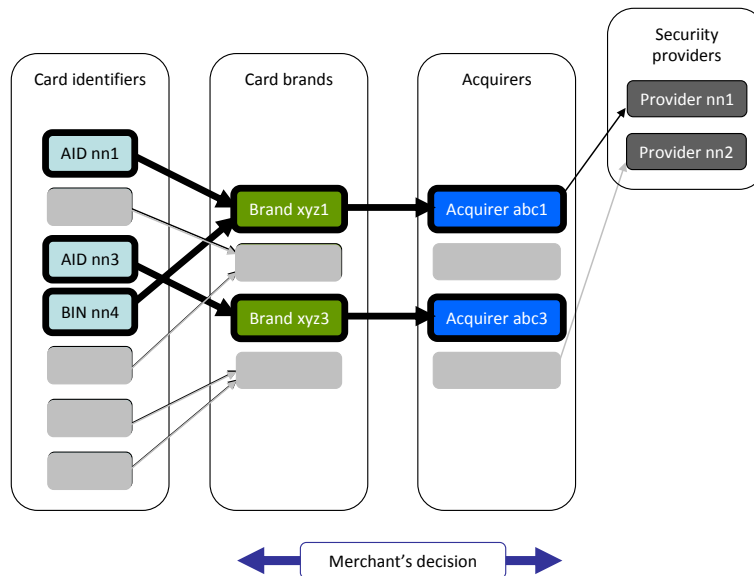 Securiity
providers
Card identifiers
Card brands
Acquirers
Provider nn1
AID nn1
Provider nn2
Brand xyz1
Acquirer abc1
AID nn3
BIN nn4
Brand xyz3
Acquirer abc3
Merchant's decision